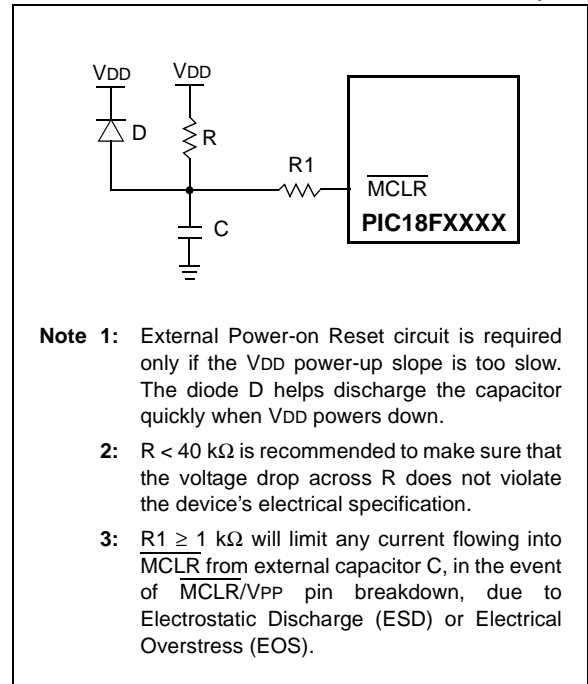 VDD VDD
D
R
R1
MCLR
PIC18FXXXX
C
Note 1: External Power-on Reset circuit is required
only if the VDD power-up slope is too slow.
The diode D helps discharge the capacitor
quickly when VDD powers down.
2: R < 40 kΩ is recommended to make sure that
the voltage drop across R does not violate
the device's electrical specification.
3: R1 ≥ 1 kΩ will limit any current flowing into
MCLR from external capacitor C, in the event
of MCLR/VPP pin breakdown, due to
Electrostatic Discharge (ESD) or Electrical
Overstress (EOS).